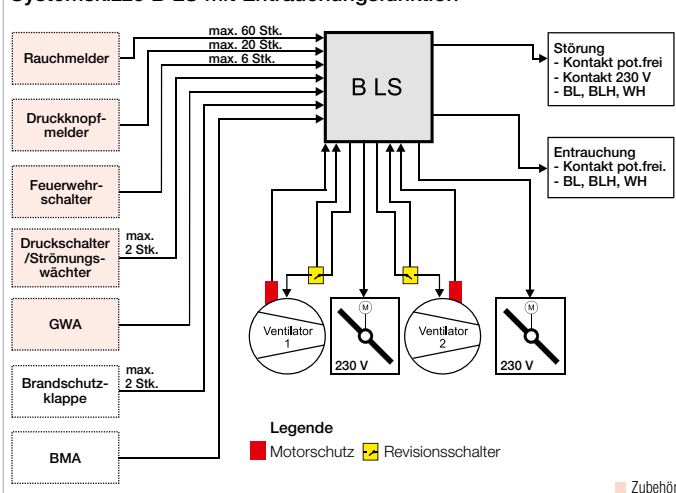 Systemskizze B LS mit Entrauchungsfunktion
max. 60 Stk.
max. 20 Stk.
max. 6 Stk.
Rauchmelder
B LS
Störung
- Kontakt pot.frei
- Kontakt 230 V
- BL, BLH, WH
Druckknopf-
melder
Entrauchung
- Kontakt pot.frei.
- BL, BLH, WH
Feuerwehr-
schalter
Druckschalter
/Strömungs-
wächter
max.
2 Stk.
GWA
Ventilator
1
M
230 V
Ventilator
2
M
230 V
Brandschutz-
klappe
max.
2 Stk.
BMA
Legende
Motorschutz
Revisionsschalter
Zubehör